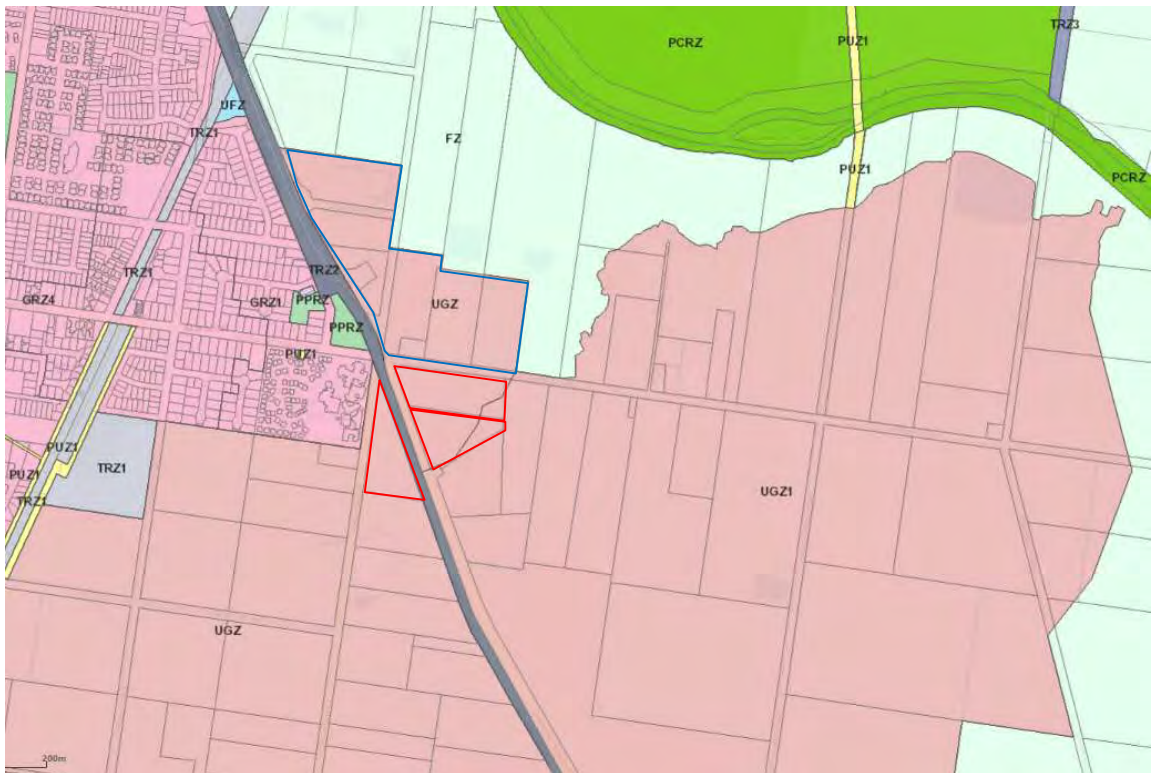 TRZ3
PCRZ
PUZ1
UFZ
TRZ1
FZ
PUZ1
PCRZ
TRZ2
TRZ1
GRZ4
GRZ1
PPRZ
UGZ
PPRZ
PUZ1
PUZ1
TRZ1
PUZ1
TRZ1
UGZ1
UGZ
200m